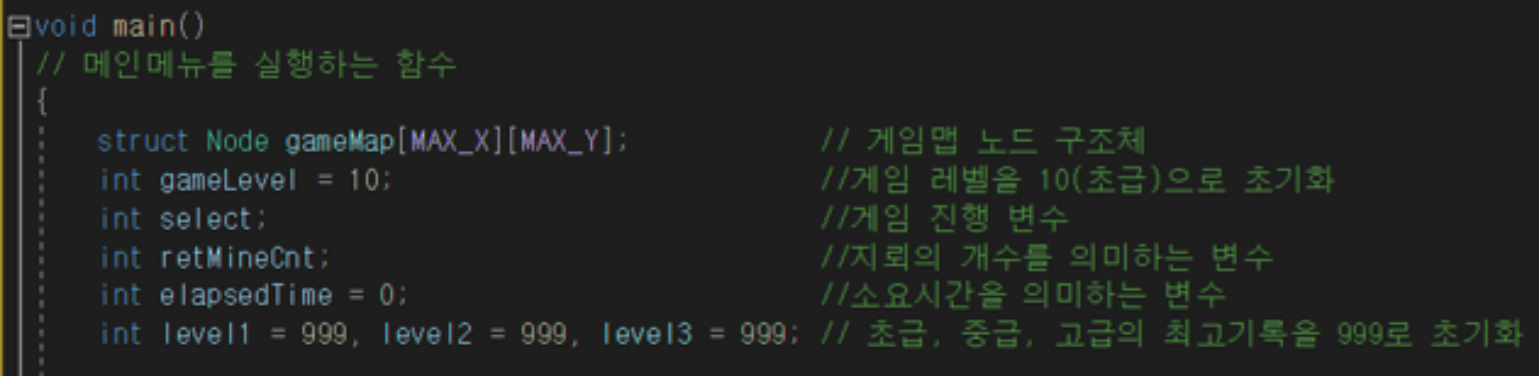 void main()
// 메인메뉴를 실행하는 함수
{
struct Node gameMap[MAX_X][MAX_Y]; // 게임맵 노드 구조체
int gameLevel = 10; //게임 레벨을 10(초급)으로 초기화
int select; //게임 진행 변수
int retMineCnt; //지뢰의 개수를 의미하는 변수
int elapsedTime = 0; //소요시간을 의미하는 변수
int level1 = 999, level2 = 999, level3 = 999; // 초급, 중급, 고급의 최고기록을 999로 초기화